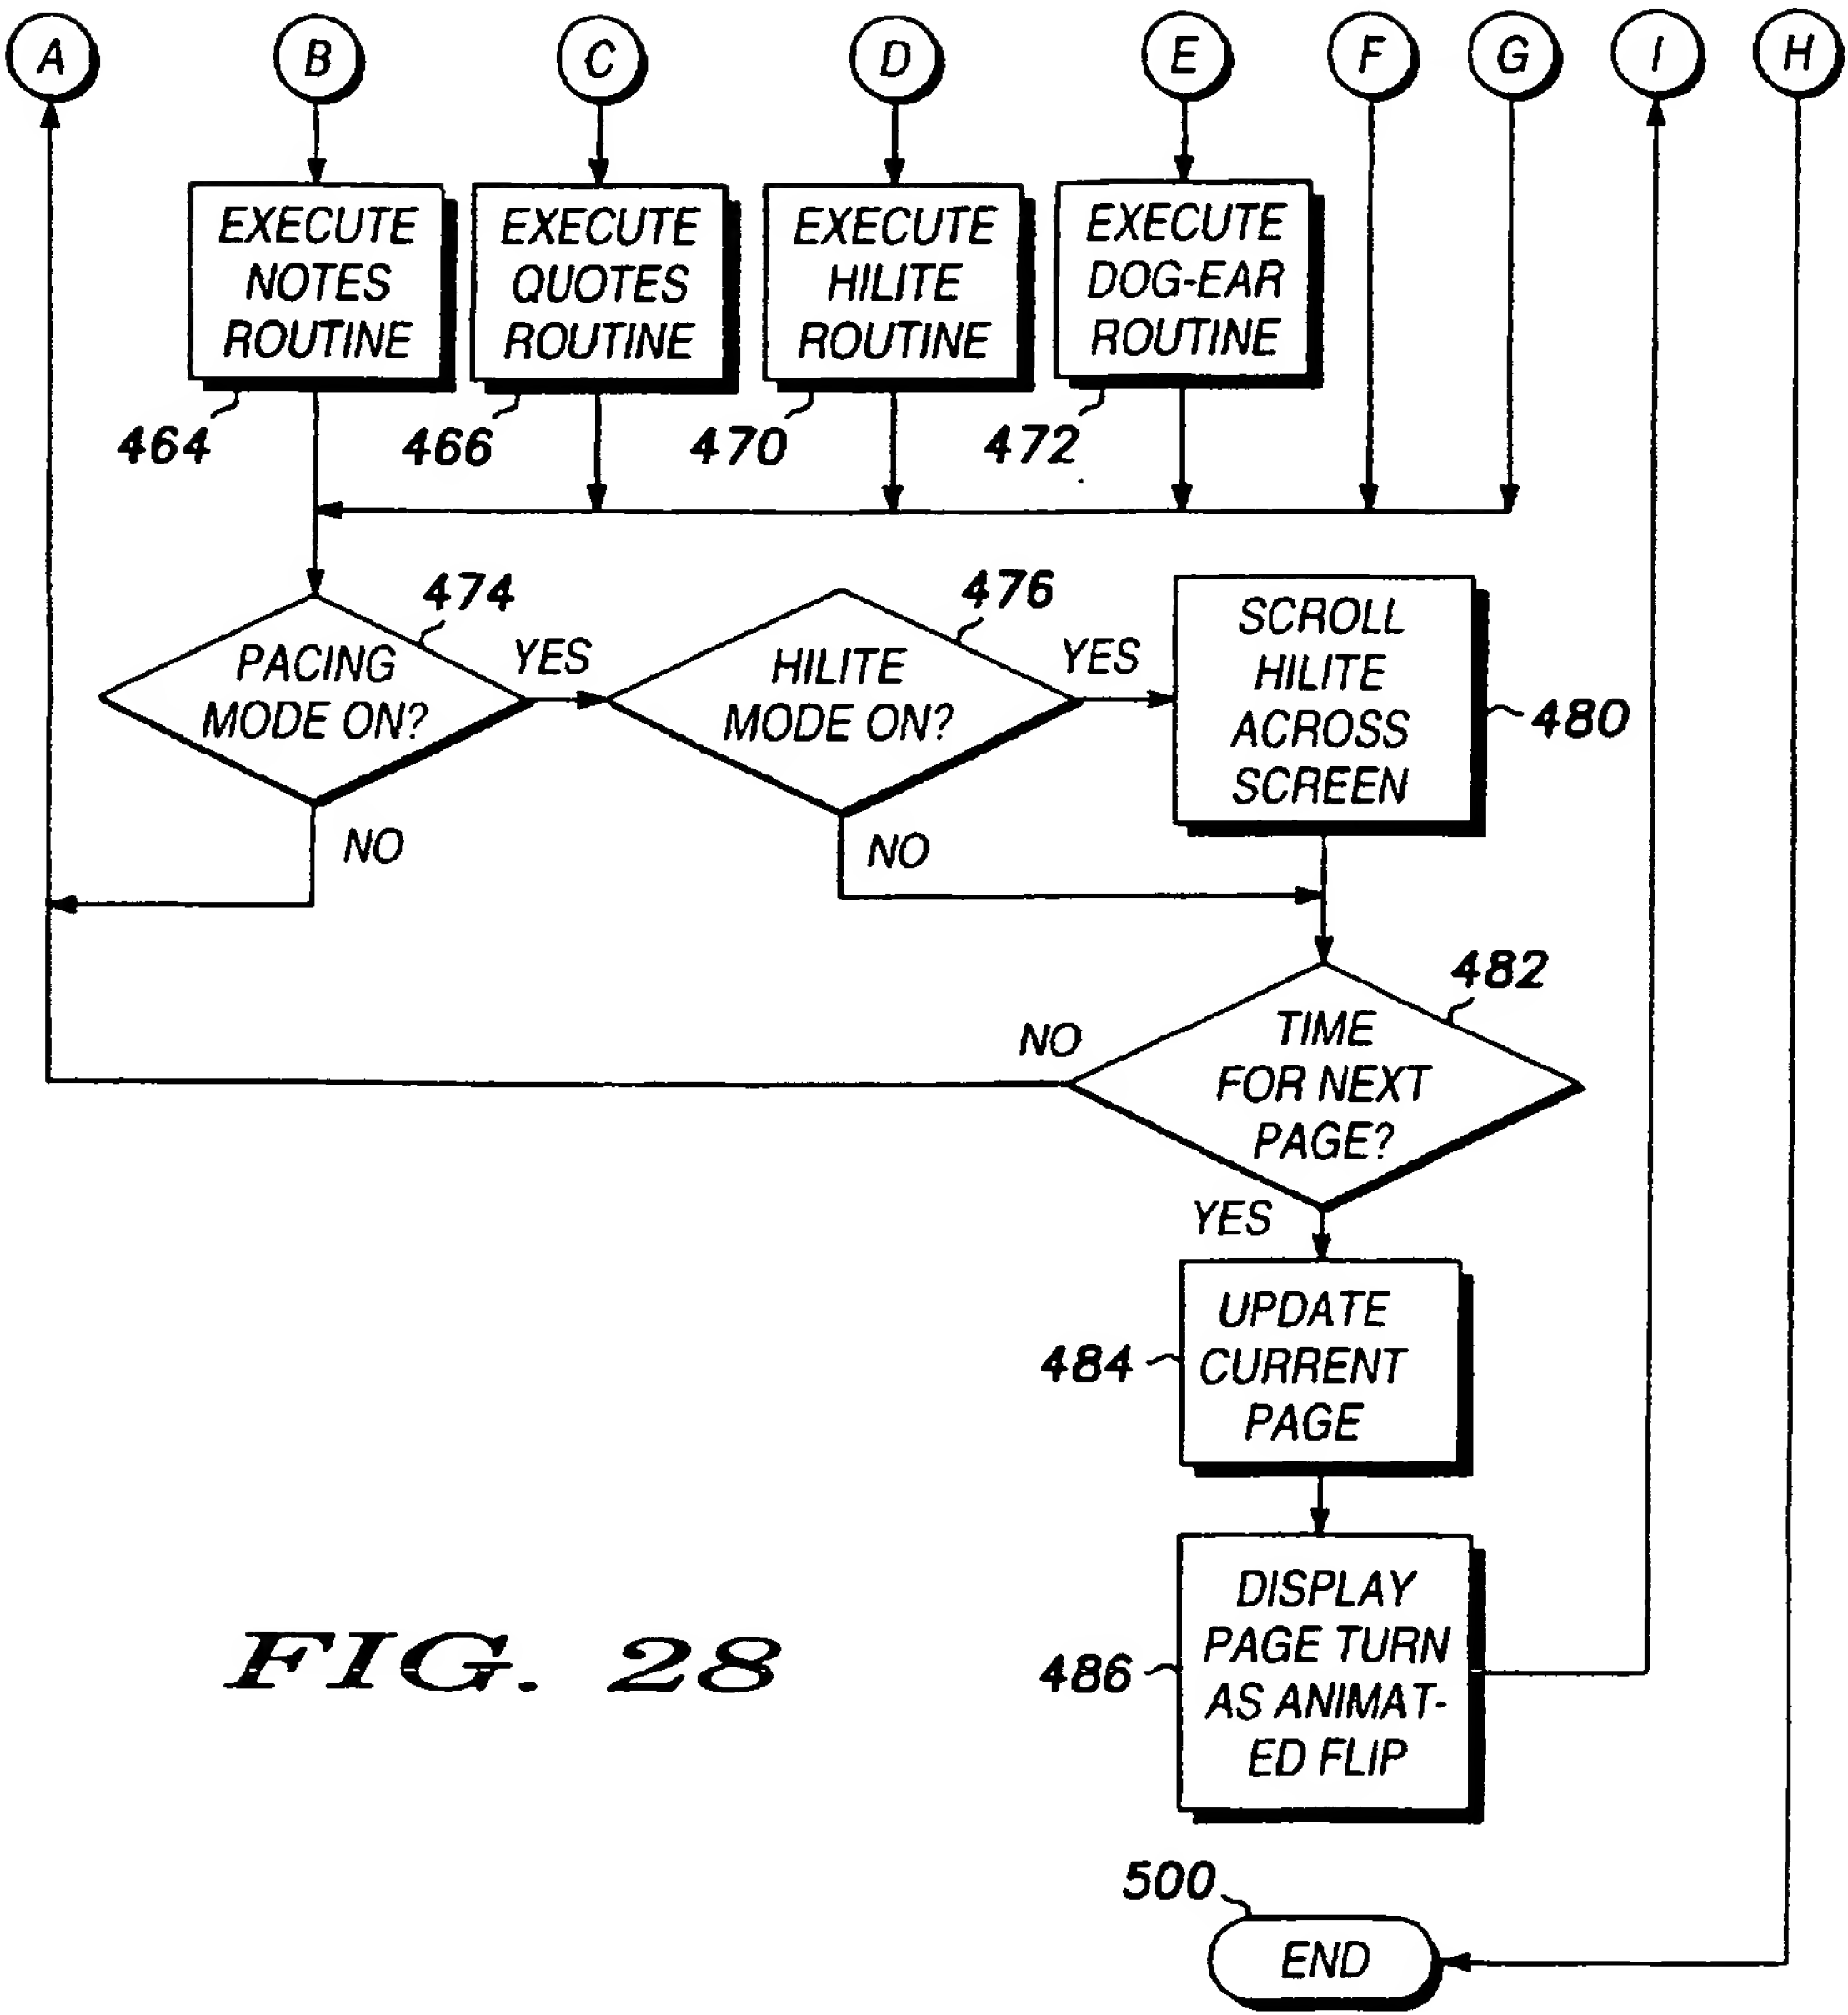 A B C D E F G I H
EXECUTE
NOTES
ROUTINE
EXECUTE
QUOTES
ROUTINE
EXECUTE
HILITE
ROUTINE
EXECUTE
DOG-EAR
ROUTINE
464 466 470 472
474
PACING
MODE ON?
YES
NO
476
HILITE
MODE ON?
YES
NO
SCROLL
HILITE
ACROSS
SCREEN
480
482
TIME
FOR NEXT
PAGE?
NO
YES
484
UPDATE
CURRENT
PAGE
486
DISPLAY
PAGE TURN
AS ANIMAT-
ED FLIP
FIG. 28
500
END